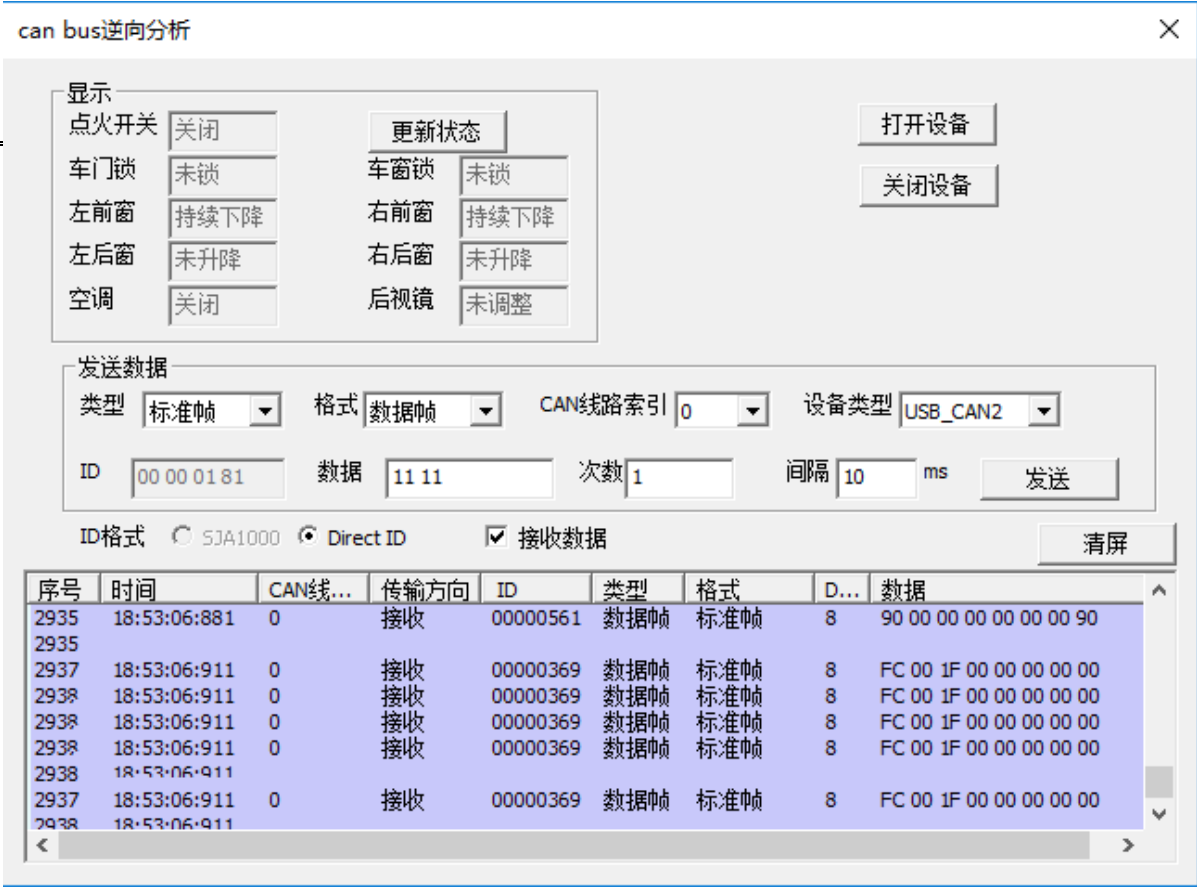 can bus逆向分析
显示
点火开关 关闭 更新状态 打开设备
车门锁 未锁 车窗锁 未锁 关闭设备
左前窗 持续下降 右前窗 持续下降
左后窗 未升降 右后窗 未升降
空调 关闭 后视镜 未调整
发送数据
类型 标准帧 格式 数据帧 CAN线路索引 0 设备类型 USB_CAN2
ID 00 00 01 81 数据 11 11 次数 1 间隔 10 ms 发送
ID格式 SJA1000 Direct ID 接收数据 清屏
序号 时间 CAN线... 传输方向 ID 类型 格式 D... 数据
2935 18:53:06:881 0 接收 00000561 数据帧 标准帧 8 90 00 00 00 00 00 00 90
2935
2937 18:53:06:911 0 接收 00000369 数据帧 标准帧 8 FC 00 1F 00 00 00 00 00
2938 18:53:06:911 0 接收 00000369 数据帧 标准帧 8 FC 00 1F 00 00 00 00 00
2938 18:53:06:911 0 接收 00000369 数据帧 标准帧 8 FC 00 1F 00 00 00 00 00
2938 18:53:06:911 0 接收 00000369 数据帧 标准帧 8 FC 00 1F 00 00 00 00 00
2938 18:53:06:911
2937 18:53:06:911 0 接收 00000369 数据帧 标准帧 8 FC 00 1F 00 00 00 00 00
2938 18:53:06:911